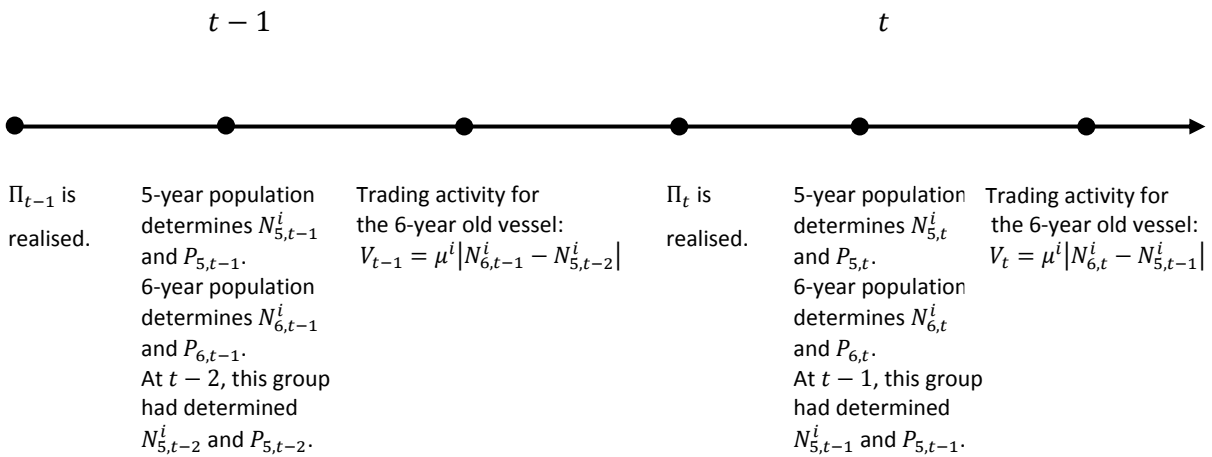 t − 1
t
Π_{t−1} is
realised.
5-year population
determines N^i_{5,t−1}
and P_{5,t−1}.
6-year population
determines N^i_{6,t−1}
and P_{6,t−1}.
At t − 2, this group
had determined
N^i_{5,t−2} and P_{5,t−2}.
Trading activity for
the 6-year old vessel:
V_{t−1} = μ^i|N^i_{6,t−1} − N^i_{5,t−2}|
Π_t is
realised.
5-year population
determines N^i_{5,t}
and P_{5,t}.
6-year population
determines N^i_{6,t}
and P_{6,t}.
At t − 1, this group
had determined
N^i_{5,t−1} and P_{5,t−1}.
Trading activity for
the 6-year old vessel:
V_t = μ^i|N^i_{6,t} − N^i_{5,t−1}|